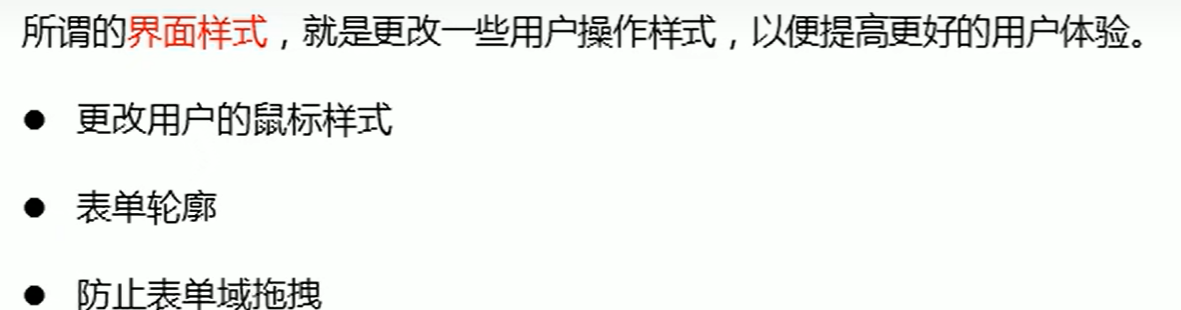 所谓的界面样式，就是更改一些用户操作样式，以便提高更好的用户体验。
● 更改用户的鼠标样式
● 表单轮廓
● 防止表单域拖拽